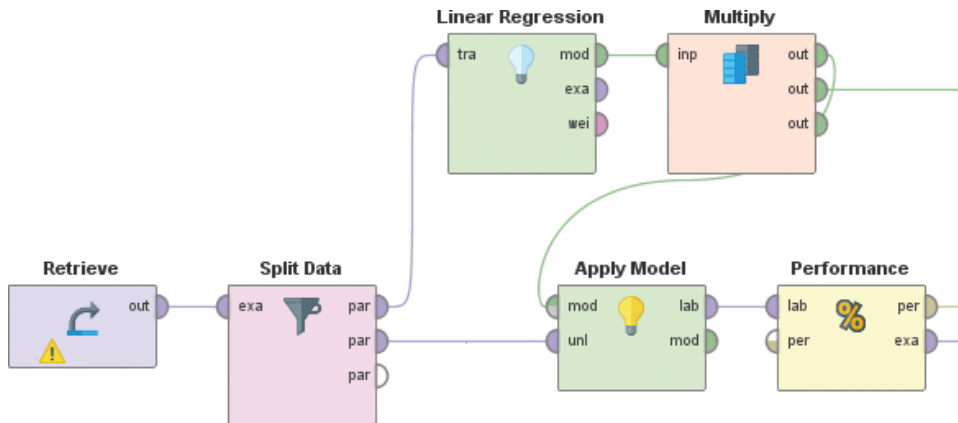 Linear Regression
tra
mod
exa
wei
Multiply
inp
out
out
out
Retrieve
out
Split Data
exa
par
par
par
Apply Model
mod
unl
lab
mod
Performance
lab
per
%
per
exa